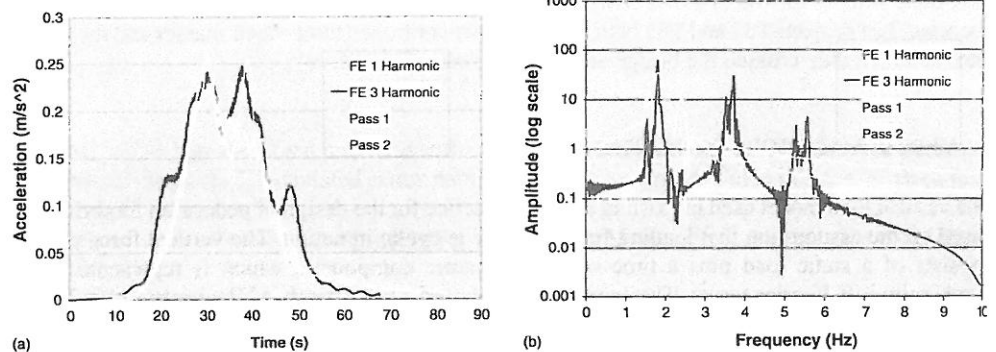 0.3
0.25
0.2
0.15
0.1
0.05
0
Acceleration (m/s^2)
FE 1 Harmonic
FE 3 Harmonic
Pass 1
Pass 2
0 10 20 30 40 50 60 70 80 90
(a)
Time (s)
1000
100
10
1
0.1
0.01
0.001
Amplitude (log scale)
FE 1 Harmonic
FE 3 Harmonic
Pass 1
Pass 2
0 1 2 3 4 5 6 7 8 9 10
(b)
Frequency (Hz)